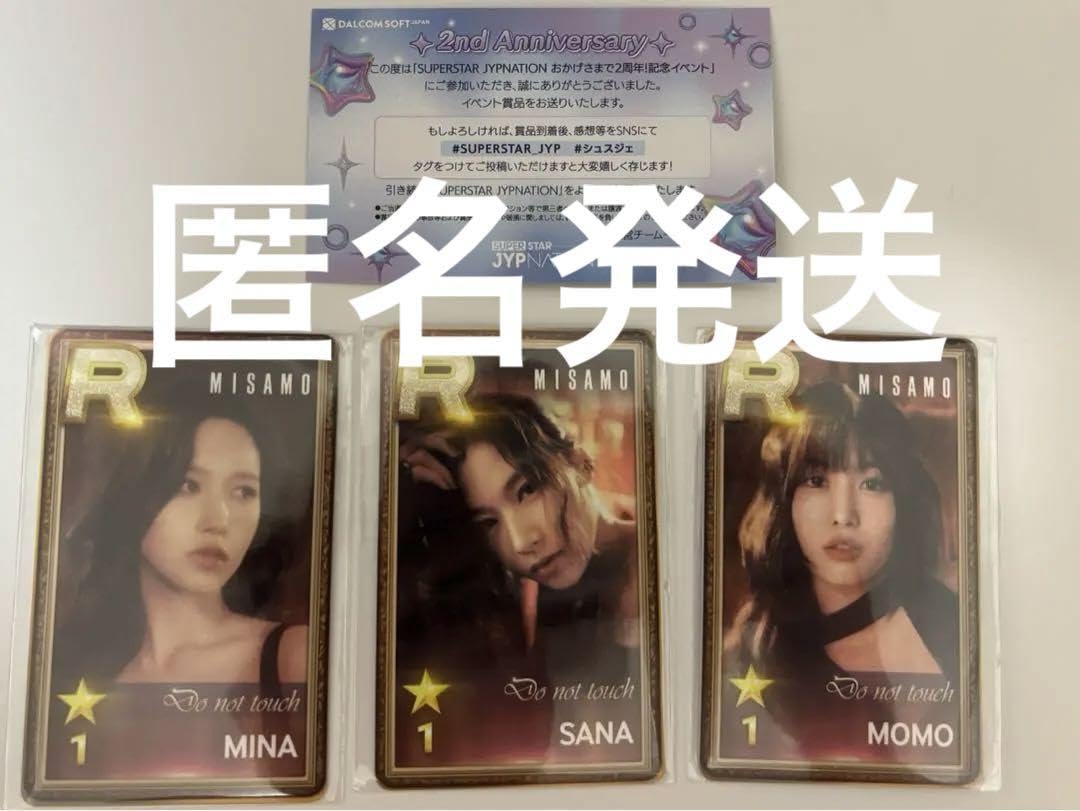 DALCOMSOFT JAPAN
2nd Anniversary
この度は「SUPERSTAR JYPNATION おかげさまで2周年!記念イベント」
にご参加いただき、誠にありがとうございました。
イベント賞品をお送りいたします。
もしよろしければ、賞品到着後、感想等をSNSにて
#SUPERSTAR_JYP #シュスジェ
タグをつけてご投稿いただけますと大変嬉しく存じます!
引き続 SUPERSTAR JYPNATION」をよ
匿名発送
SUPER STAR
JYPNAT
R MISAMO
Do not touch
1 MINA
R MISAMO
Do not touch
1 SANA
R MISAMO
Do not touch
1 MOMO